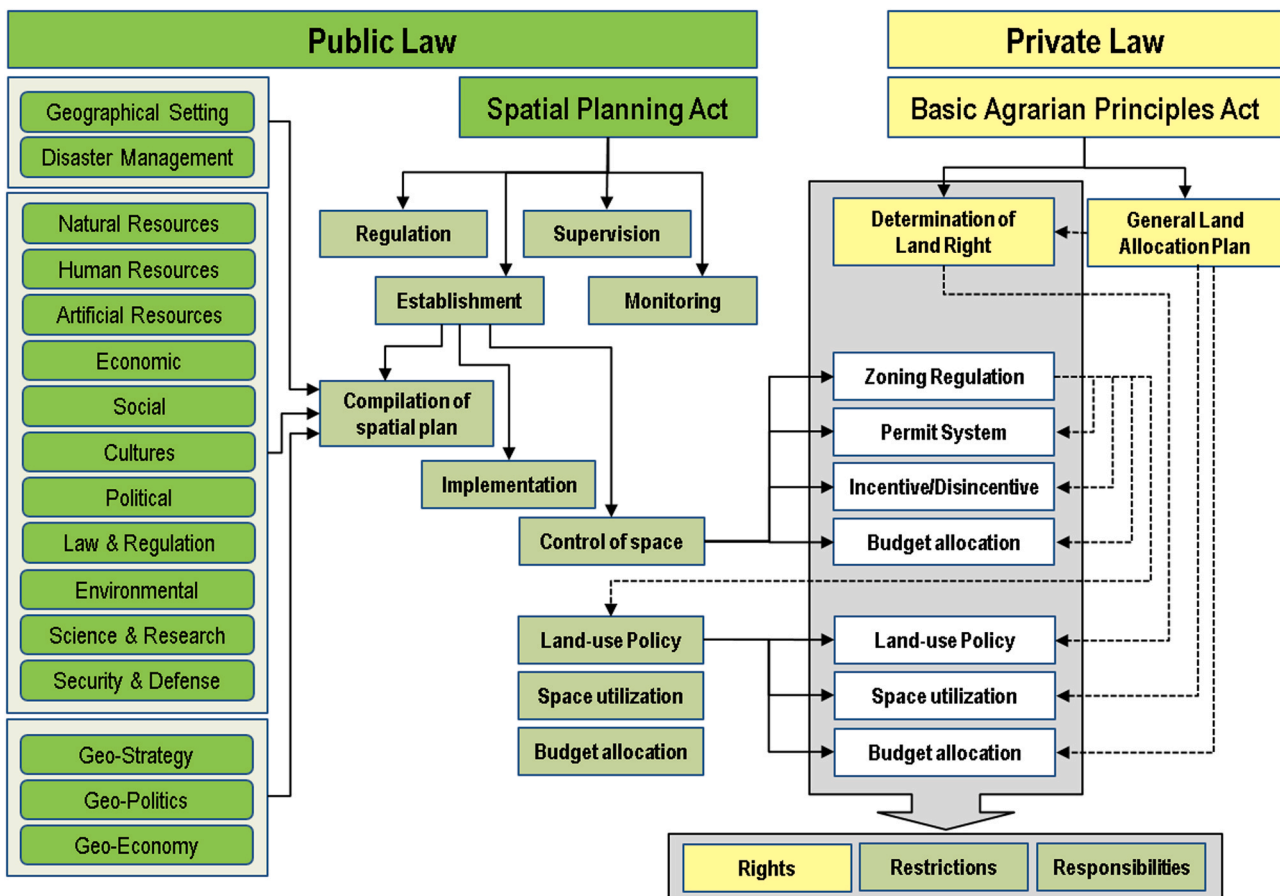 Public Law
Private Law
Geographical Setting
Disaster Management
Natural Resources
Human Resources
Artificial Resources
Economic
Social
Cultures
Political
Law & Regulation
Environmental
Science & Research
Security & Defense
Geo-Strategy
Geo-Politics
Geo-Economy
Spatial Planning Act
Regulation
Supervision
Establishment
Monitoring
Compilation of
spatial plan
Implementation
Control of space
Land-use Policy
Space utilization
Budget allocation
Basic Agrarian Principles Act
Determination of
Land Right
General Land
Allocation Plan
Zoning Regulation
Permit System
Incentive/Disincentive
Budget allocation
Land-use Policy
Space utilization
Budget allocation
Rights
Restrictions
Responsibilities